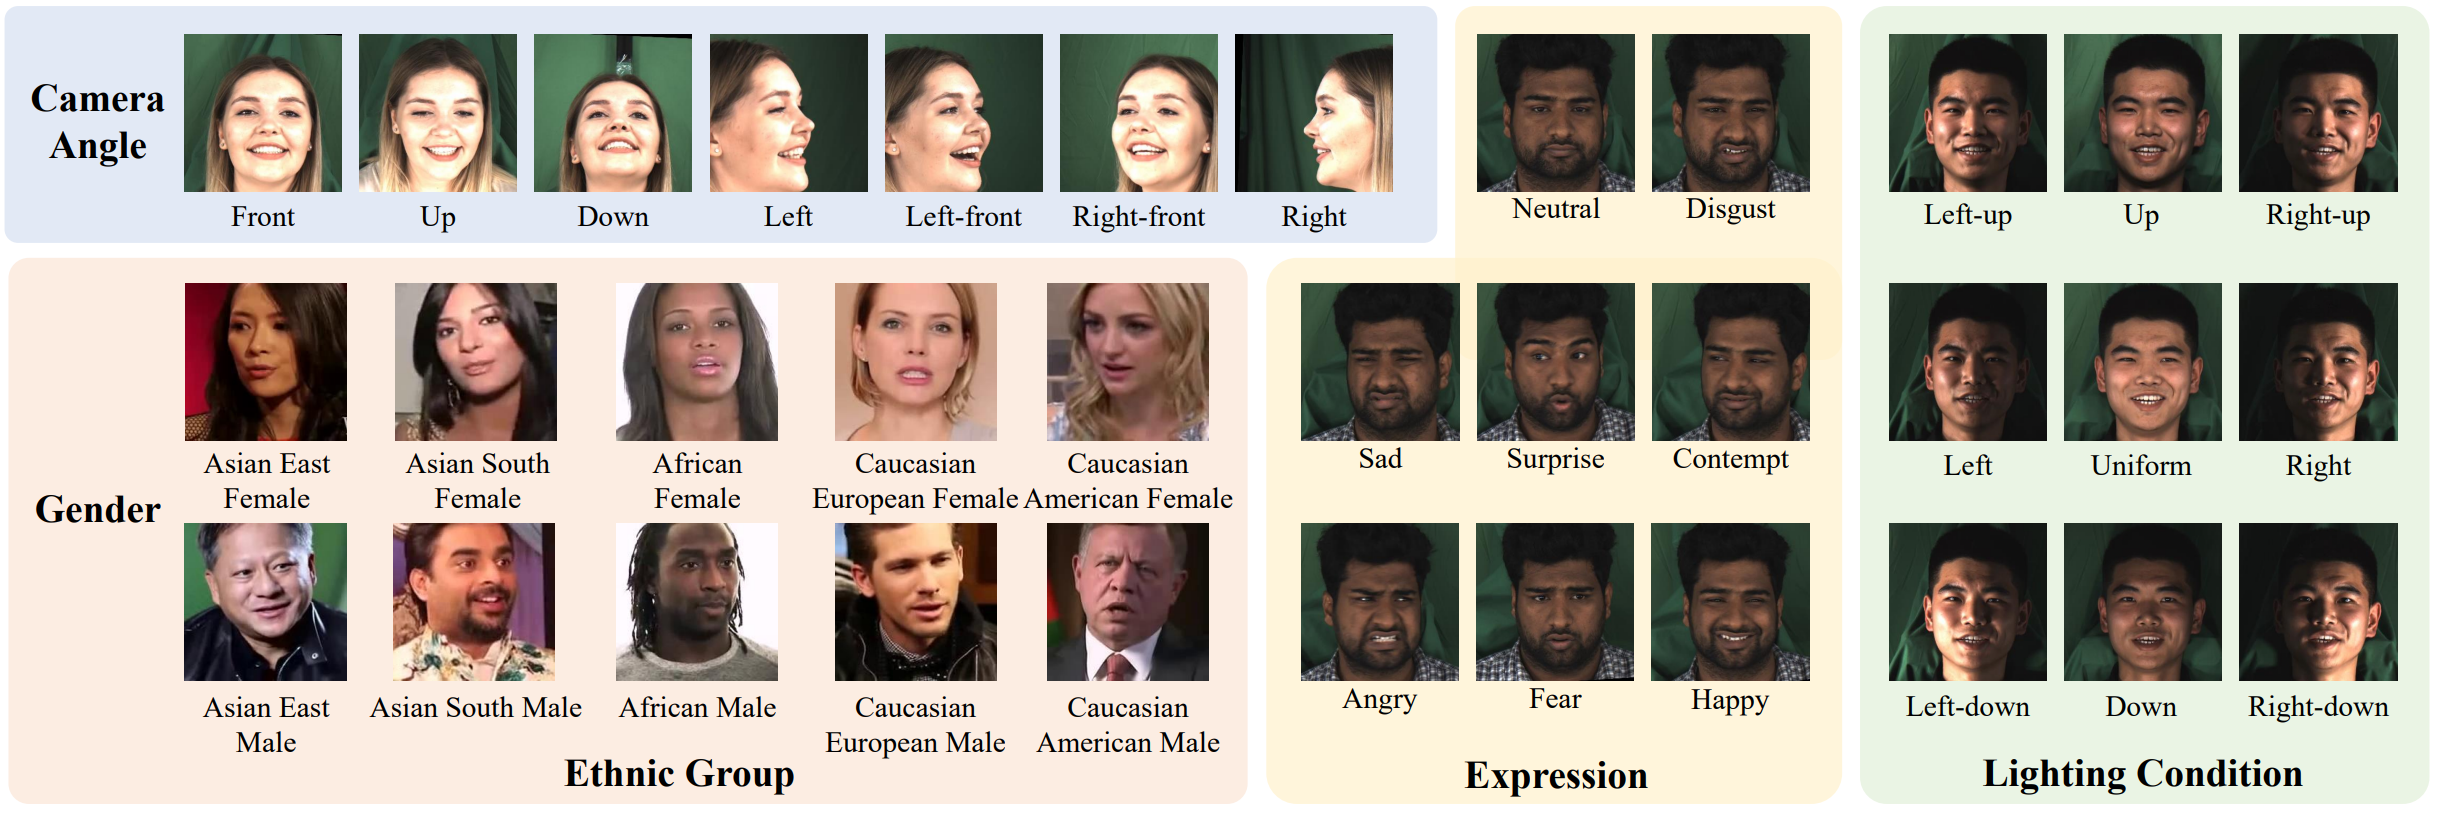 Camera
Angle
Front
Up
Down
Left
Left-front
Right-front
Right
Gender
Asian East
Female
Asian South
Female
African
Female
Caucasian
European Female
Caucasian
American Female
Asian East
Male
Asian South Male
African Male
Caucasian
European Male
Caucasian
American Male
Ethnic Group
Neutral
Disgust
Sad
Surprise
Contempt
Angry
Fear
Happy
Expression
Left-up
Up
Right-up
Left
Uniform
Right
Left-down
Down
Right-down
Lighting Condition